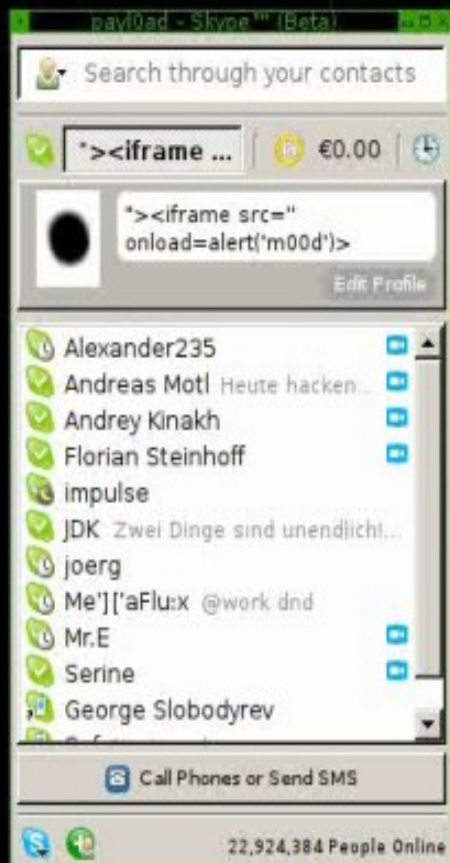 payl0ad - Skype™ (Beta)
Search through your contacts
"><iframe ... €0.00
"><iframe src=''
onload=alert('m00d')>
Edit Profile
Alexander235
Andreas Motl Heute hacken...
Andrey Kinakh
Florian Steinhoff
impulse
JDK Zwei Dinge sind unendlich!...
joerg
Me']['aFlu:x @work dnd
Mr.E
Serine
George Slobodyrev
Call Phones or Send SMS
22,924,384 People Online